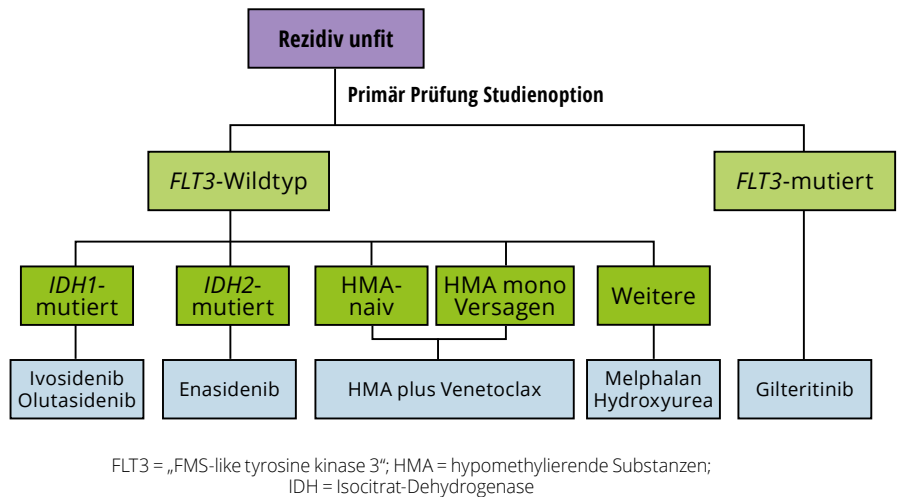 Rezidiv unfit
Primär Prüfung Studienoption
FLT3-Wildtyp
FLT3-mutiert
IDH1-
mutiert
IDH2-
mutiert
HMA-
naiv
HMA mono
Versagen
Weitere
Ivosidenib
Olutasidenib
Enasidenib
HMA plus Venetoclax
Melphalan
Hydroxyurea
Gilteritinib
FLT3 = „FMS-like tyrosine kinase 3“; HMA = hypomethylierende Substanzen;
IDH = Isocitrat-Dehydrogenase